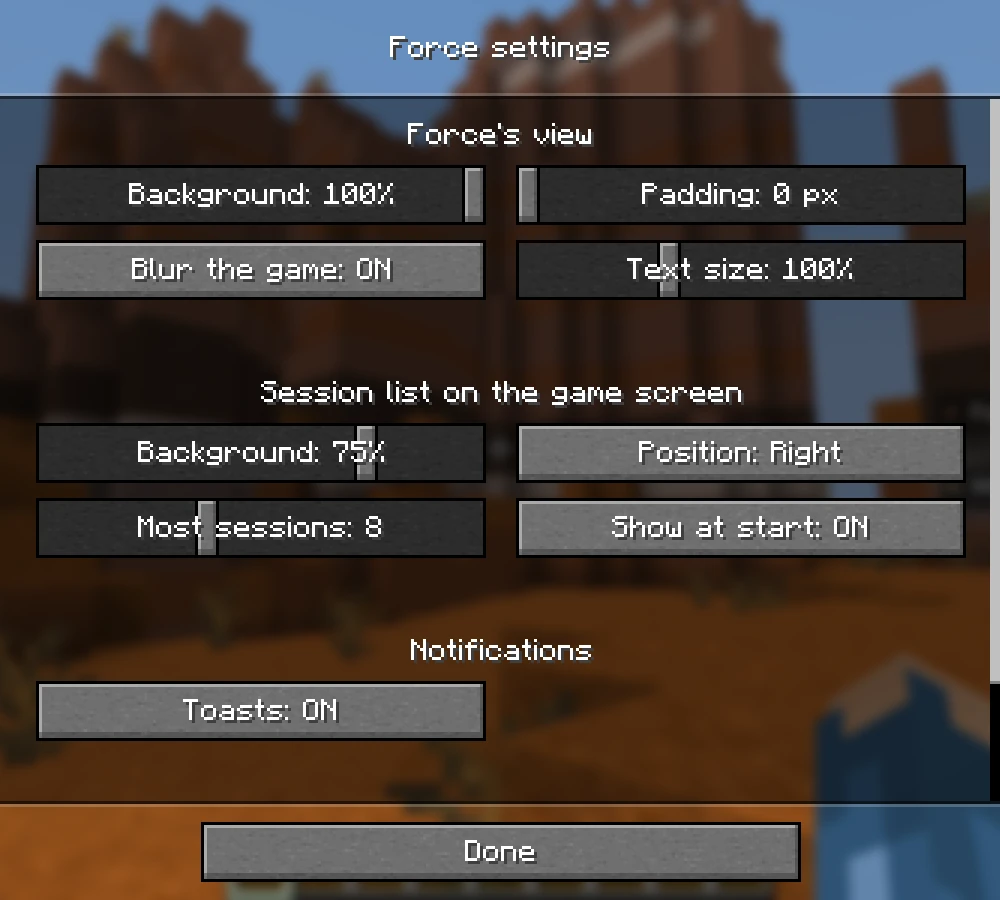 Force settings
Force's view
Background: 100%
Padding: 0 px
Blur the game: ON
Text size: 100%
Session list on the game screen
Background: 75%
Position: Right
Most sessions: 8
Show at start: ON
Notifications
Toasts: ON
Done